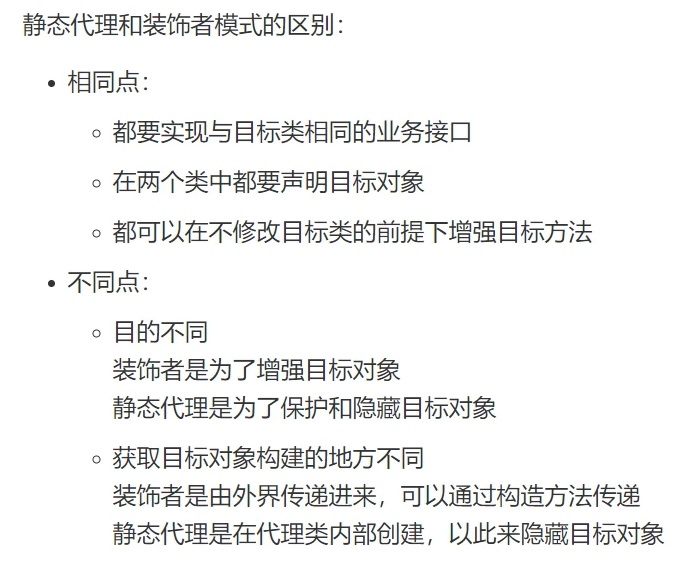 静态代理和装饰者模式的区别：
相同点：
都要实现与目标类相同的业务接口
在两个类中都要声明目标对象
都可以在不修改目标类的前提下增强目标方法
不同点：
目的不同
装饰者是为了增强目标对象
静态代理是为了保护和隐藏目标对象
获取目标对象构建的地方不同
装饰者是由外界传递进来，可以通过构造方法传递
静态代理是在代理类内部创建，以此来隐藏目标对象